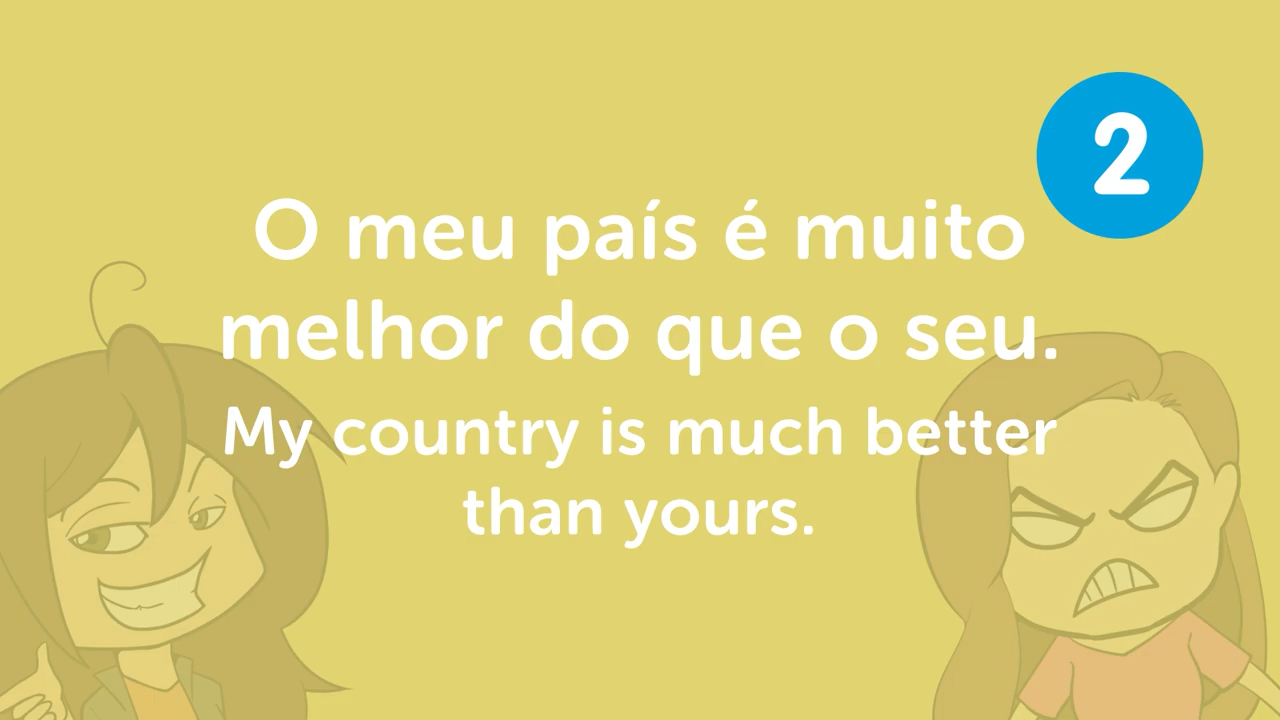 2
O meu país é muito
melhor do que o seu.
My country is much better
than yours.